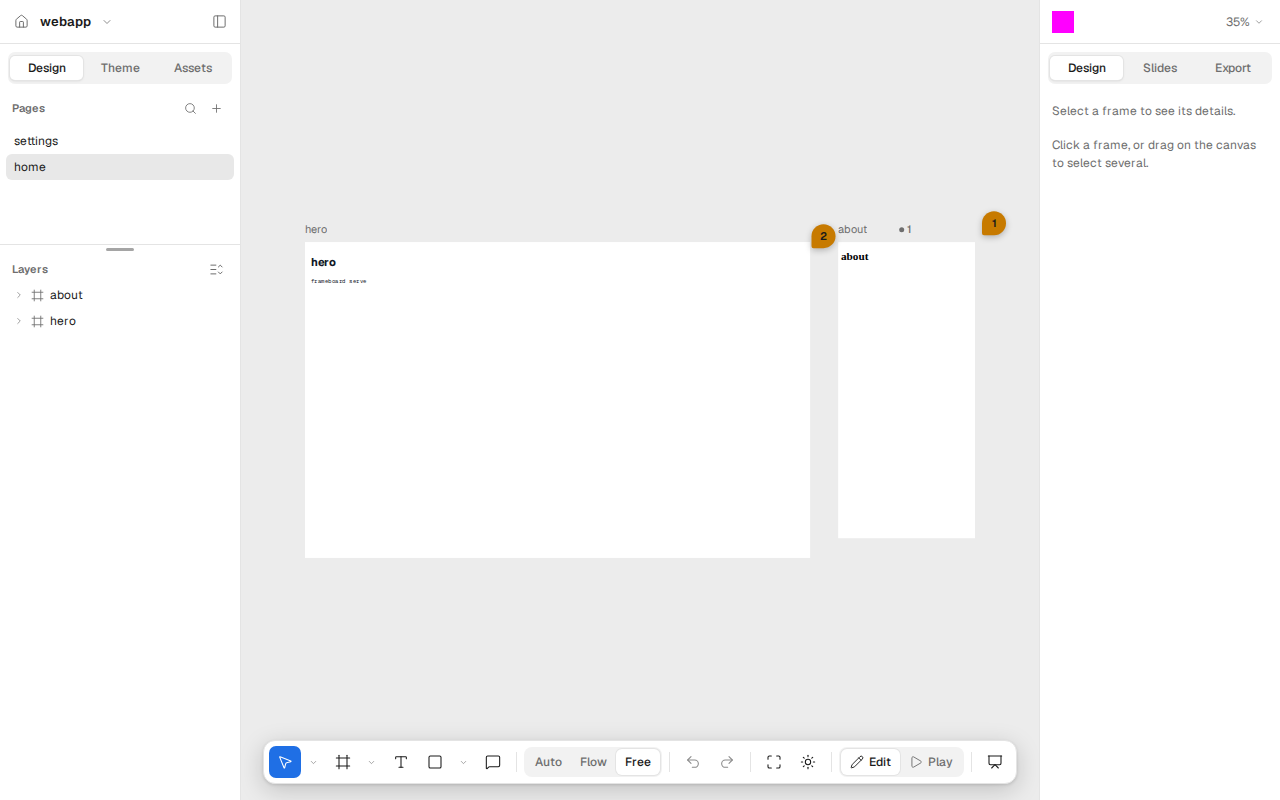 webapp
Design Theme Assets
Pages
settings
home
Layers
about
hero
hero
2
about
1
1
hero
frameboard serve
about
Auto Flow Free
Edit
Play
35%
Design Slides Export
Select a frame to see its details.
Click a frame, or drag on the canvas
to select several.